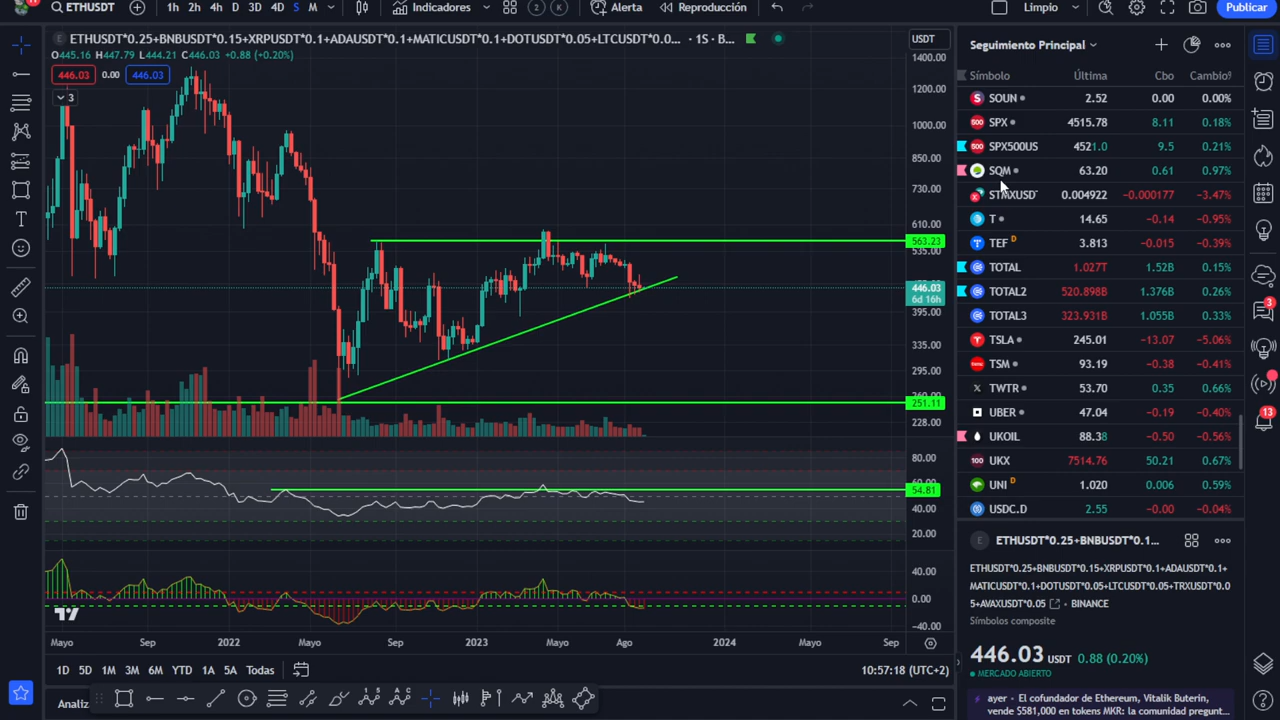 ETHUSDT
1h 2h 4h D 3D 4D S M
Indicadores
2 K
Alerta
Reproducción
Limpio
Publicar
ETHUSDT*0.25+BNBUSDT*0.15+XRPUSDT*0.1+ADAUSDT*0.1+MATICUSDT*0.1+DOTUSDT*0.05+LTCUSDT*0.0... · 1S · B...
O445.16 H447.79 L444.21 C446.03 +0.88 (+0.20%)
446.03 0.00 446.03
3
USDT
1400.00
1200.00
1000.00
850.00
730.00
610.00
563.23
535.00
446.03
6d 16h
395.00
335.00
295.00
251.11
228.00
80.00
54.81
40.00
20.00
40.00
0.00
−40.00
Mayo Sep 2022 Mayo Sep 2023 Mayo Ago 2024 Mayo Sep
1D 5D 1M 3M 6M YTD 1A 5A Todas
10:57:18 (UTC+2)
Seguimiento Principal
Símbolo Última Cbo Cambio%
SOUN 2.52 0.00 0.00%
SPX 4515.78 8.11 0.18%
SPX500US 4521.0 9.5 0.21%
SQM 63.20 0.61 0.97%
STMXUSD 0.004922 −0.000177 −3.47%
T 14.65 −0.14 −0.95%
TEF D 3.813 −0.015 −0.39%
TOTAL 1.027T 1.52B 0.15%
TOTAL2 520.898B 1.376B 0.26%
TOTAL3 323.931B 1.055B 0.33%
TSLA 245.01 −13.07 −5.06%
TSM 93.19 −0.38 −0.41%
TWTR 53.70 0.35 0.66%
UBER 47.04 −0.19 −0.40%
UKOIL 88.38 −0.50 −0.56%
UKX 7514.76 50.21 0.67%
UNI D 1.020 0.006 0.59%
USDC.D 2.55 −0.00 −0.04%
E ETHUSDT*0.25+BNBUSDT*0.1...
ETHUSDT*0.25+BNBUSDT*0.15+XRPUSDT*0.1+ADAUSDT*0.1+
MATICUSDT*0.1+DOTUSDT*0.05+LTCUSDT*0.05+TRXUSDT*0.0
5+AVAXUSDT*0.05 • BINANCE
Símbolos composite
446.03 USDT 0.88 (0.20%)
MERCADO ABIERTO
ayer • El cofundador de Ethereum, Vitalik Buterin,
vende $581,000 en tokens MKR: la comunidad pregunt...
3
13